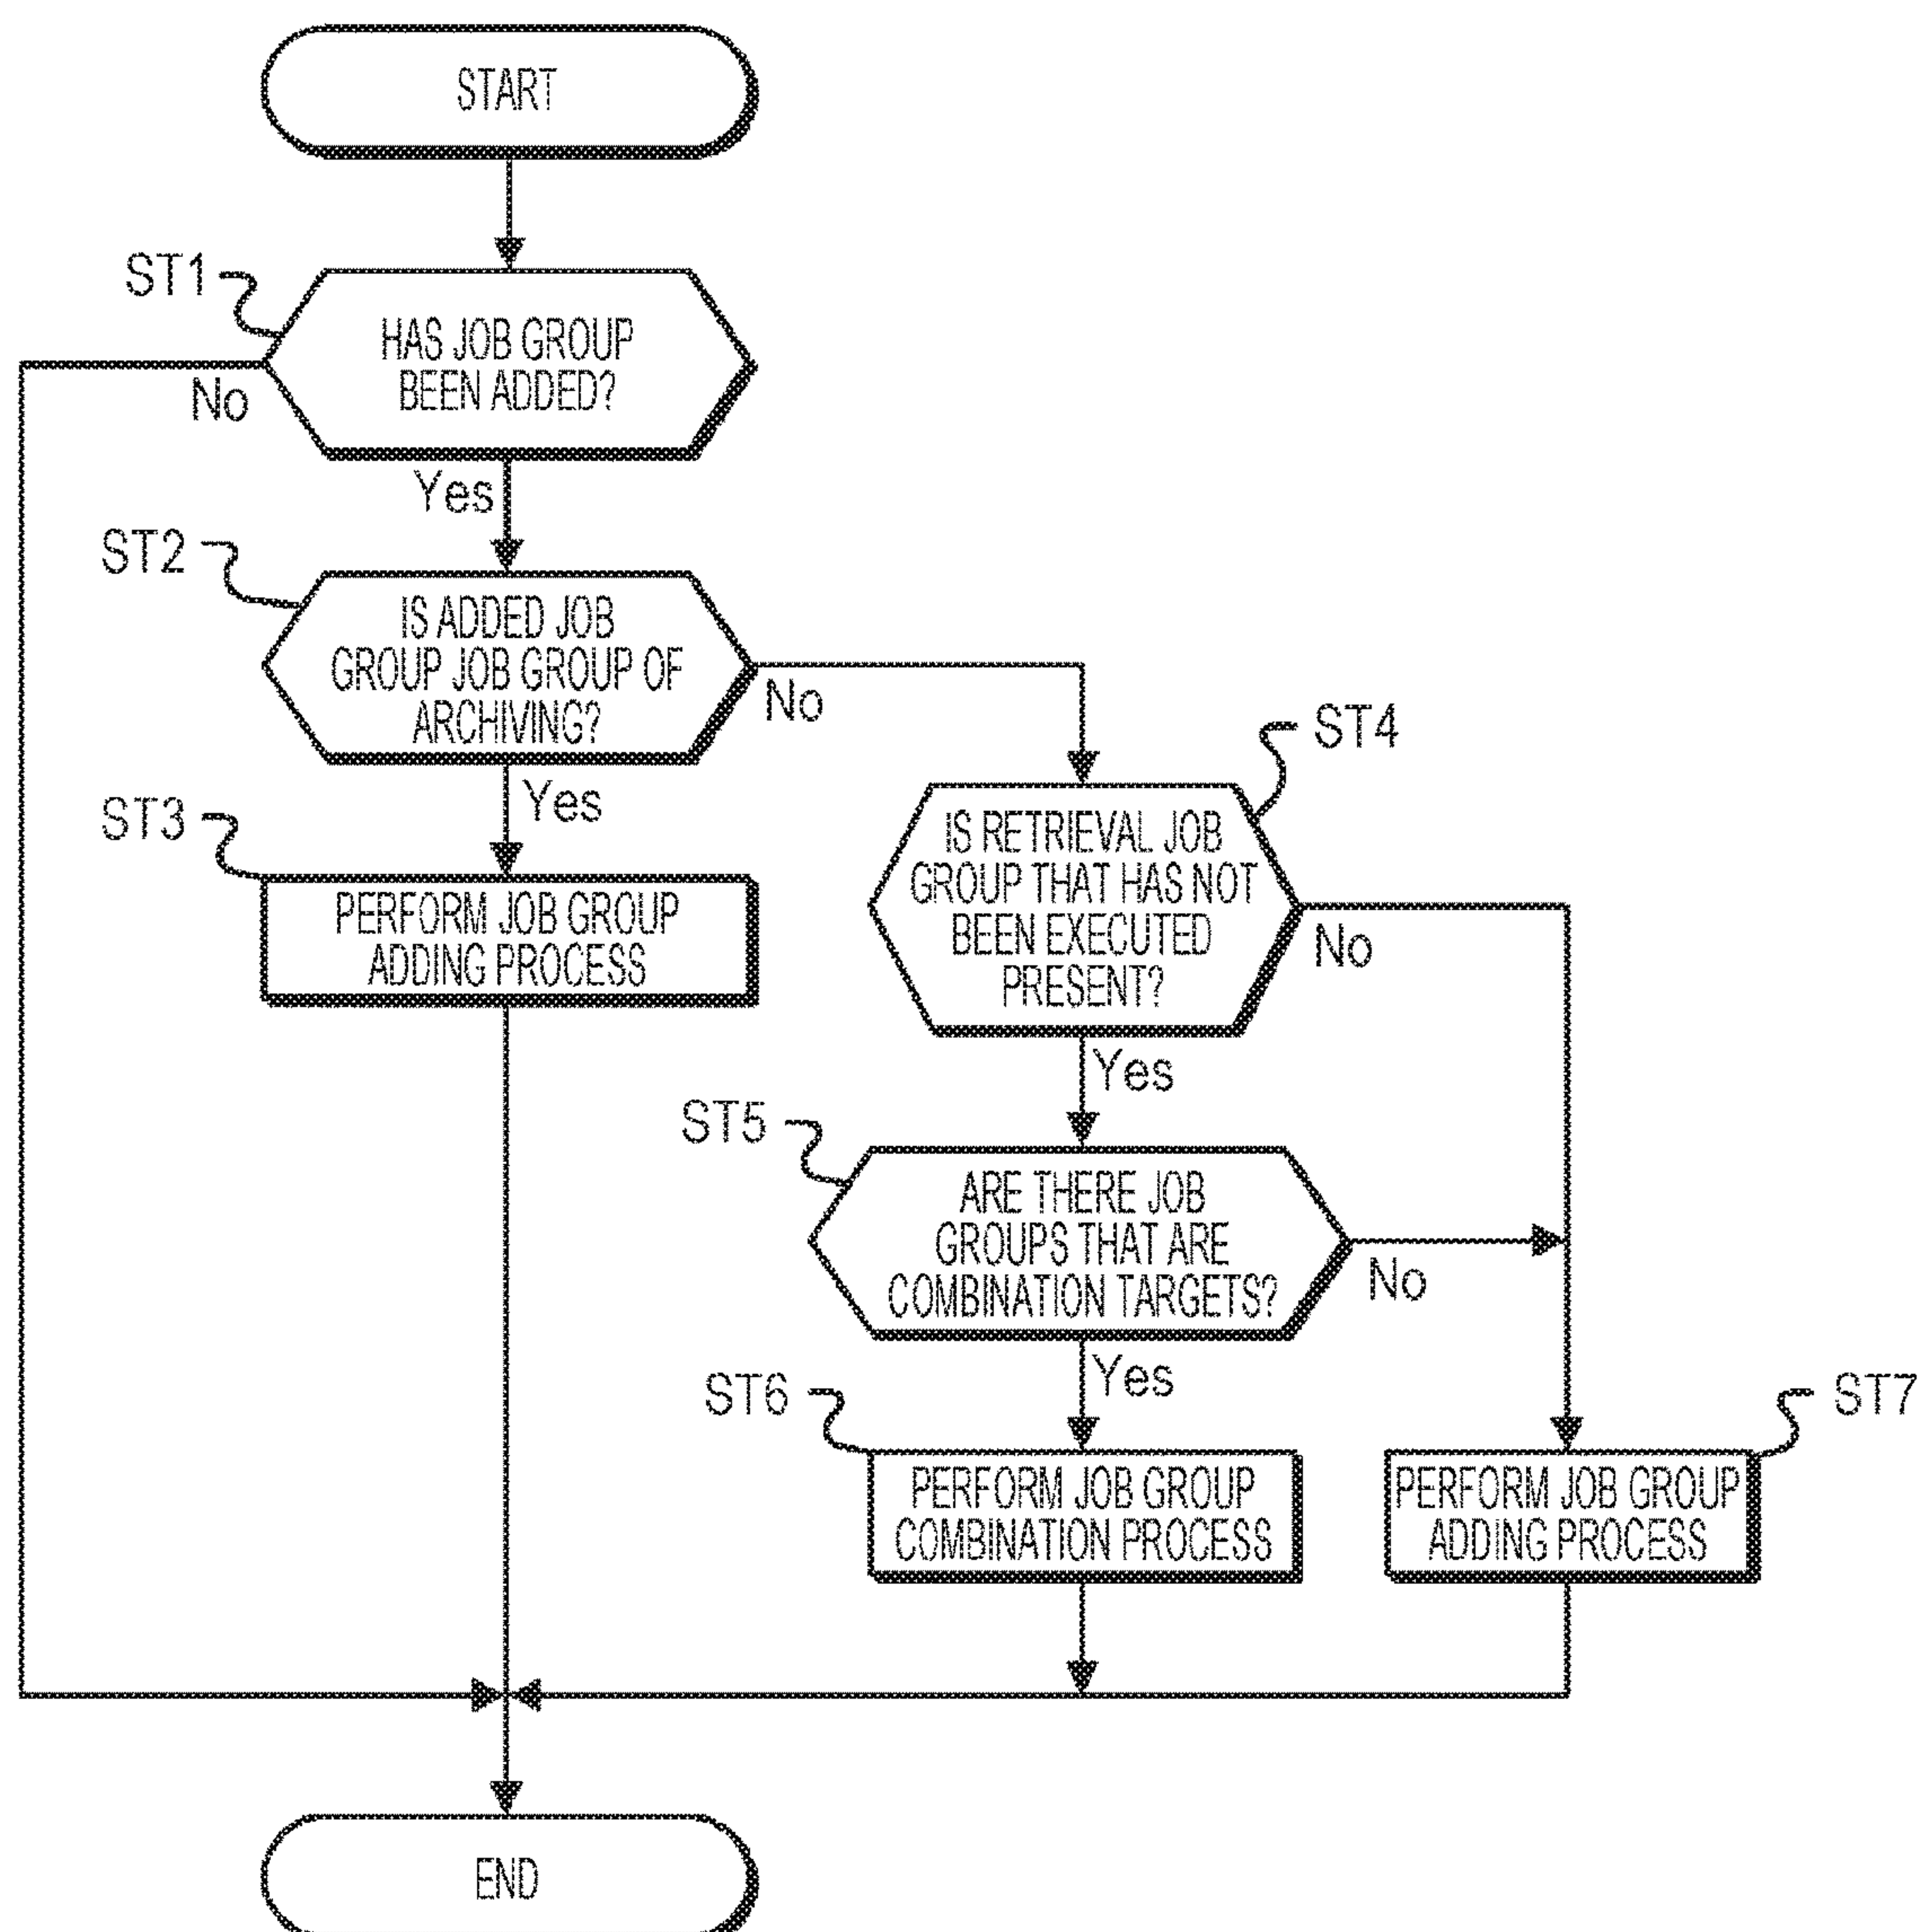 START
ST1
HAS JOB GROUP
BEEN ADDED?
No
Yes
ST2
IS ADDED JOB
GROUP JOB GROUP OF
ARCHIVING?
No
Yes
ST3
PERFORM JOB GROUP
ADDING PROCESS
ST4
IS RETRIEVAL JOB
GROUP THAT HAS NOT
BEEN EXECUTED
PRESENT?
No
Yes
ST5
ARE THERE JOB
GROUPS THAT ARE
COMBINATION TARGETS?
No
Yes
ST6
PERFORM JOB GROUP
COMBINATION PROCESS
ST7
PERFORM JOB GROUP
ADDING PROCESS
END